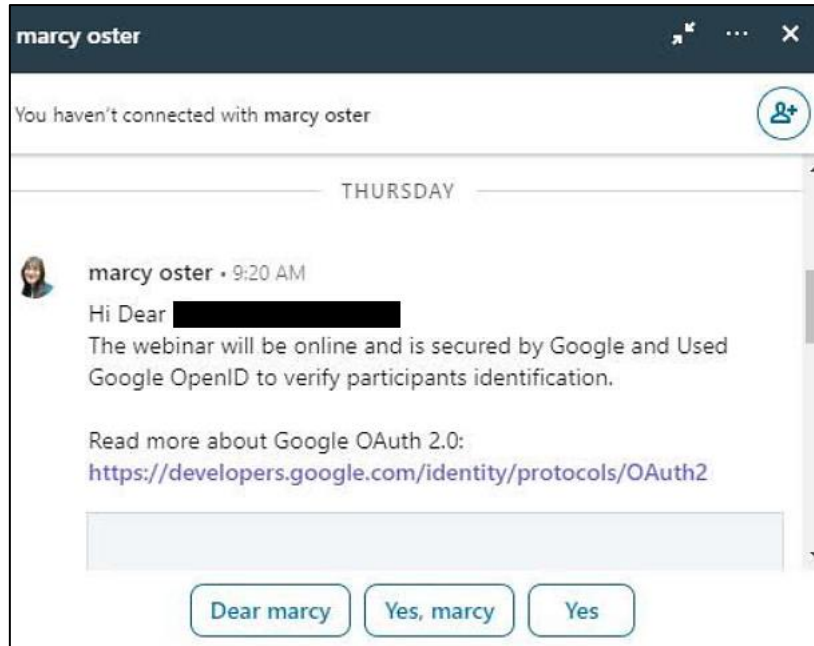 marcy oster
You haven't connected with marcy oster
THURSDAY
marcy oster • 9:20 AM
Hi Dear
The webinar will be online and is secured by Google and Used
Google OpenID to verify participants identification.
Read more about Google OAuth 2.0:
https://developers.google.com/identity/protocols/OAuth2
Dear marcy
Yes, marcy
Yes